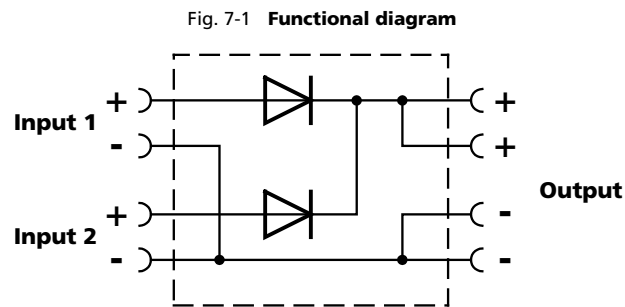 Fig. 7-1 Functional diagram
+
+
Input 1
-
+
Output
+
-
Input 2
-
-